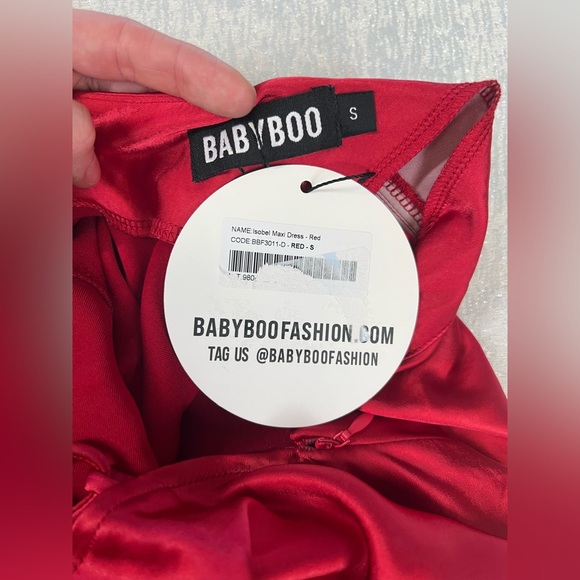 BABYBOO
S
NAME:Isobel Maxi Dress - Red
CODE:BBF3011-D - RED - S
BABYBOOFASHION.COM
TAG US @BABYBOOFASHION